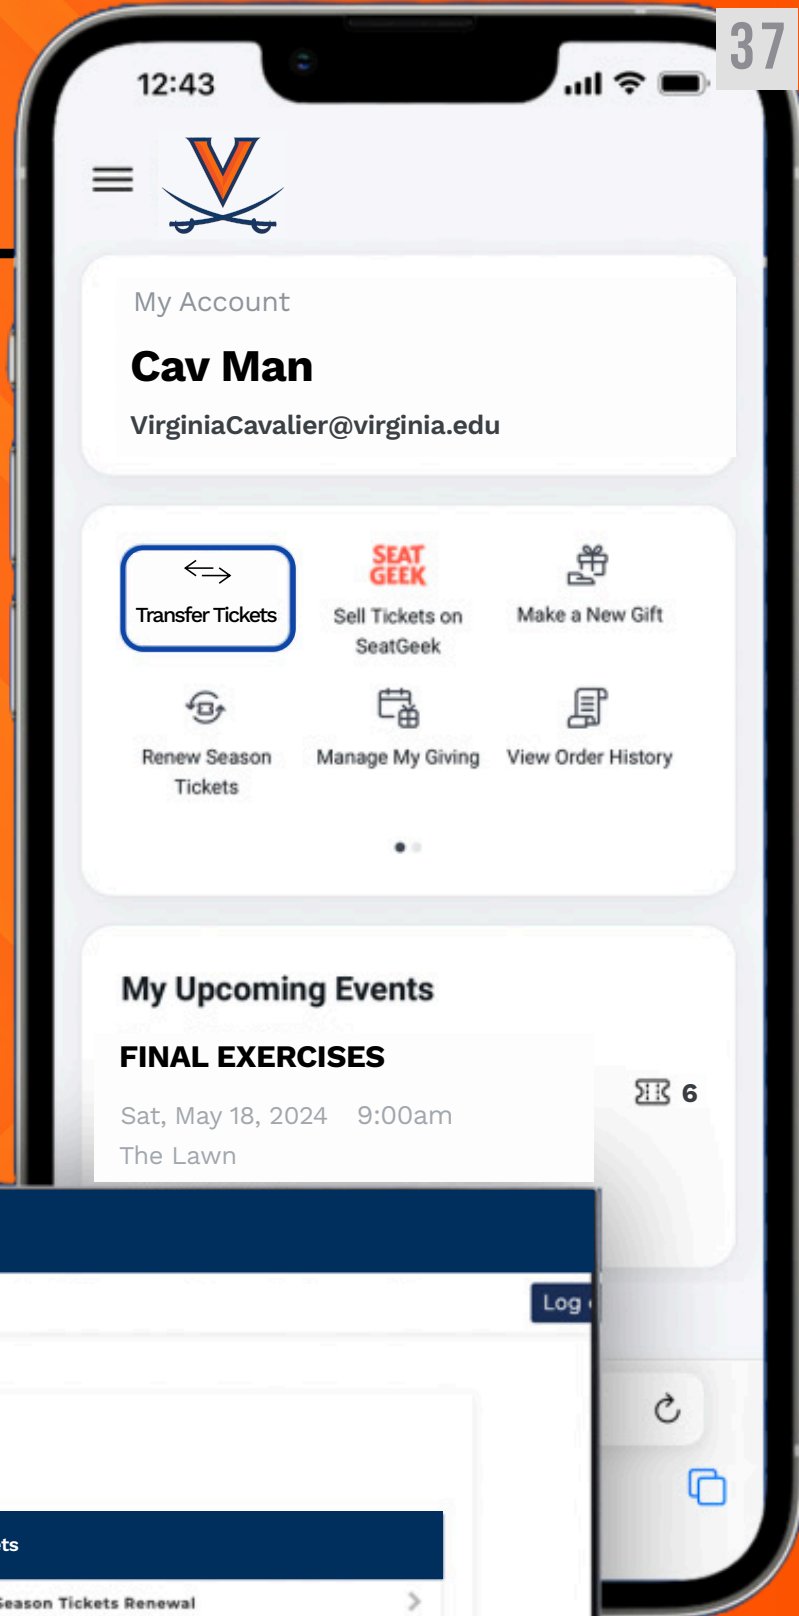 37
12:43
My Account
Cav Man
VirginiaCavalier@virginia.edu
Transfer Tickets
SEAT
GEEK
Sell Tickets on
SeatGeek
Make a New Gift
Renew Season
Tickets
Manage My Giving
View Order History
My Upcoming Events
FINAL EXERCISES
6
Sat, May 18, 2024 9:00am
The Lawn
Log
ets
Season Tickets Renewal